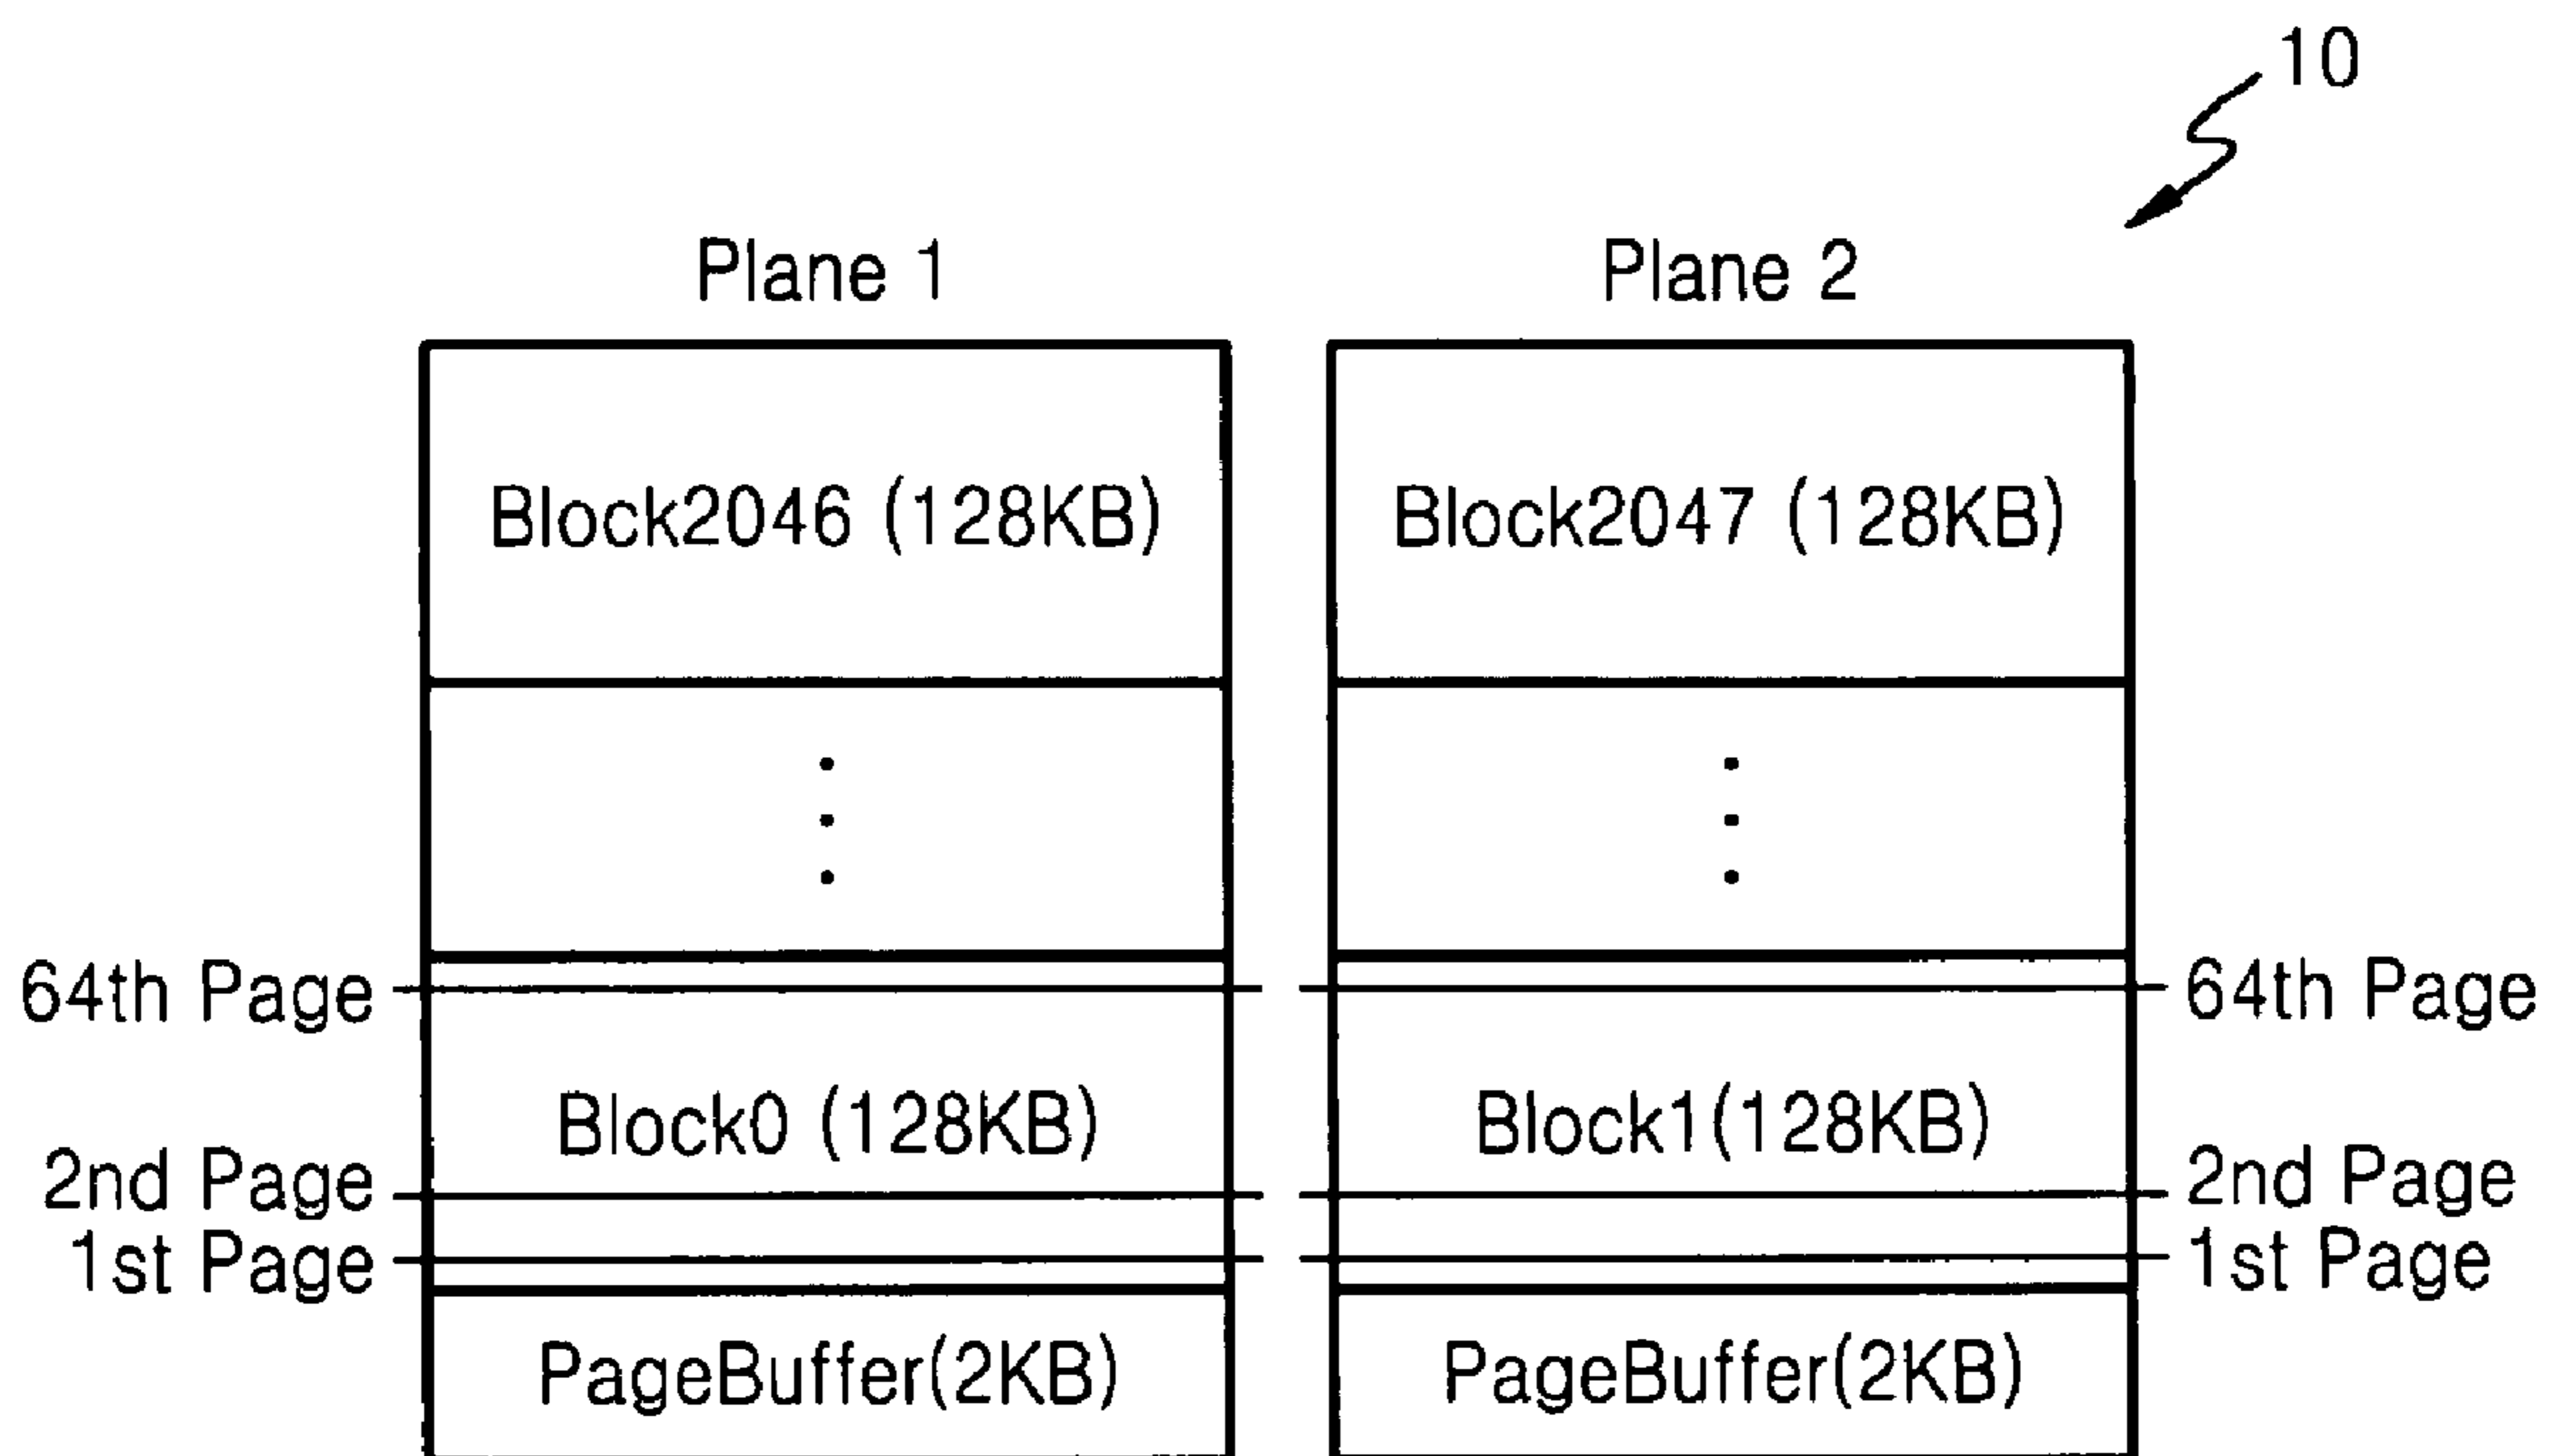 10
Plane 1
Plane 2
Block2046 (128KB)
Block2047 (128KB)
64th Page
64th Page
Block0 (128KB)
Block1(128KB)
2nd Page
2nd Page
1st Page
1st Page
PageBuffer(2KB)
PageBuffer(2KB)